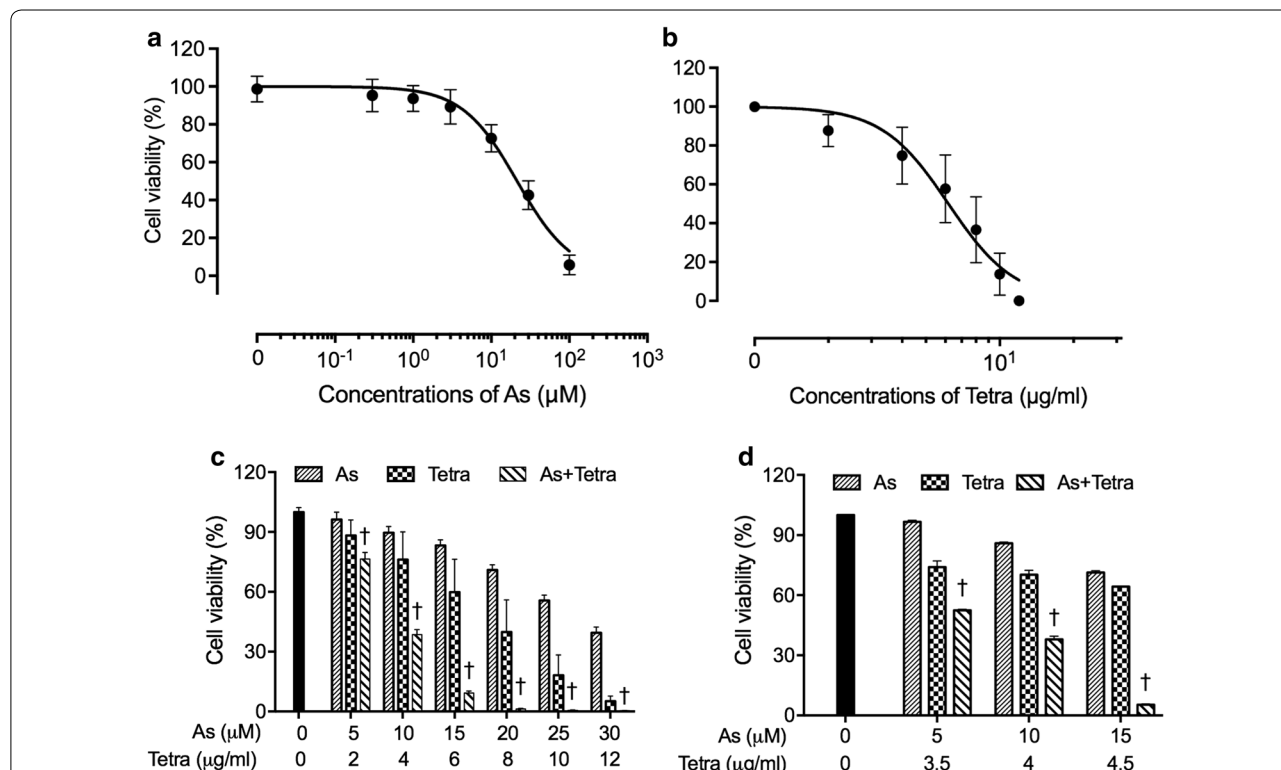 a
120
100
80
60
40
20
0
Cell viability (%)
0 10⁻¹ 10⁰ 10¹ 10² 10³
Concentrations of As (µM)
b
120
100
80
60
40
20
0
0 10¹
Concentrations of Tetra (µg/ml)
c
As Tetra As+Tetra
120
90
60
30
0
Cell viability (%)
† † † † † †
As (µM) 0 5 10 15 20 25 30
Tetra (µg/ml) 0 2 4 6 8 10 12
d
As Tetra As+Tetra
120
90
60
30
0
Cell viability (%)
† † †
As (µM) 0 5 10 15
Tetra (µg/ml) 0 3.5 4 4.5